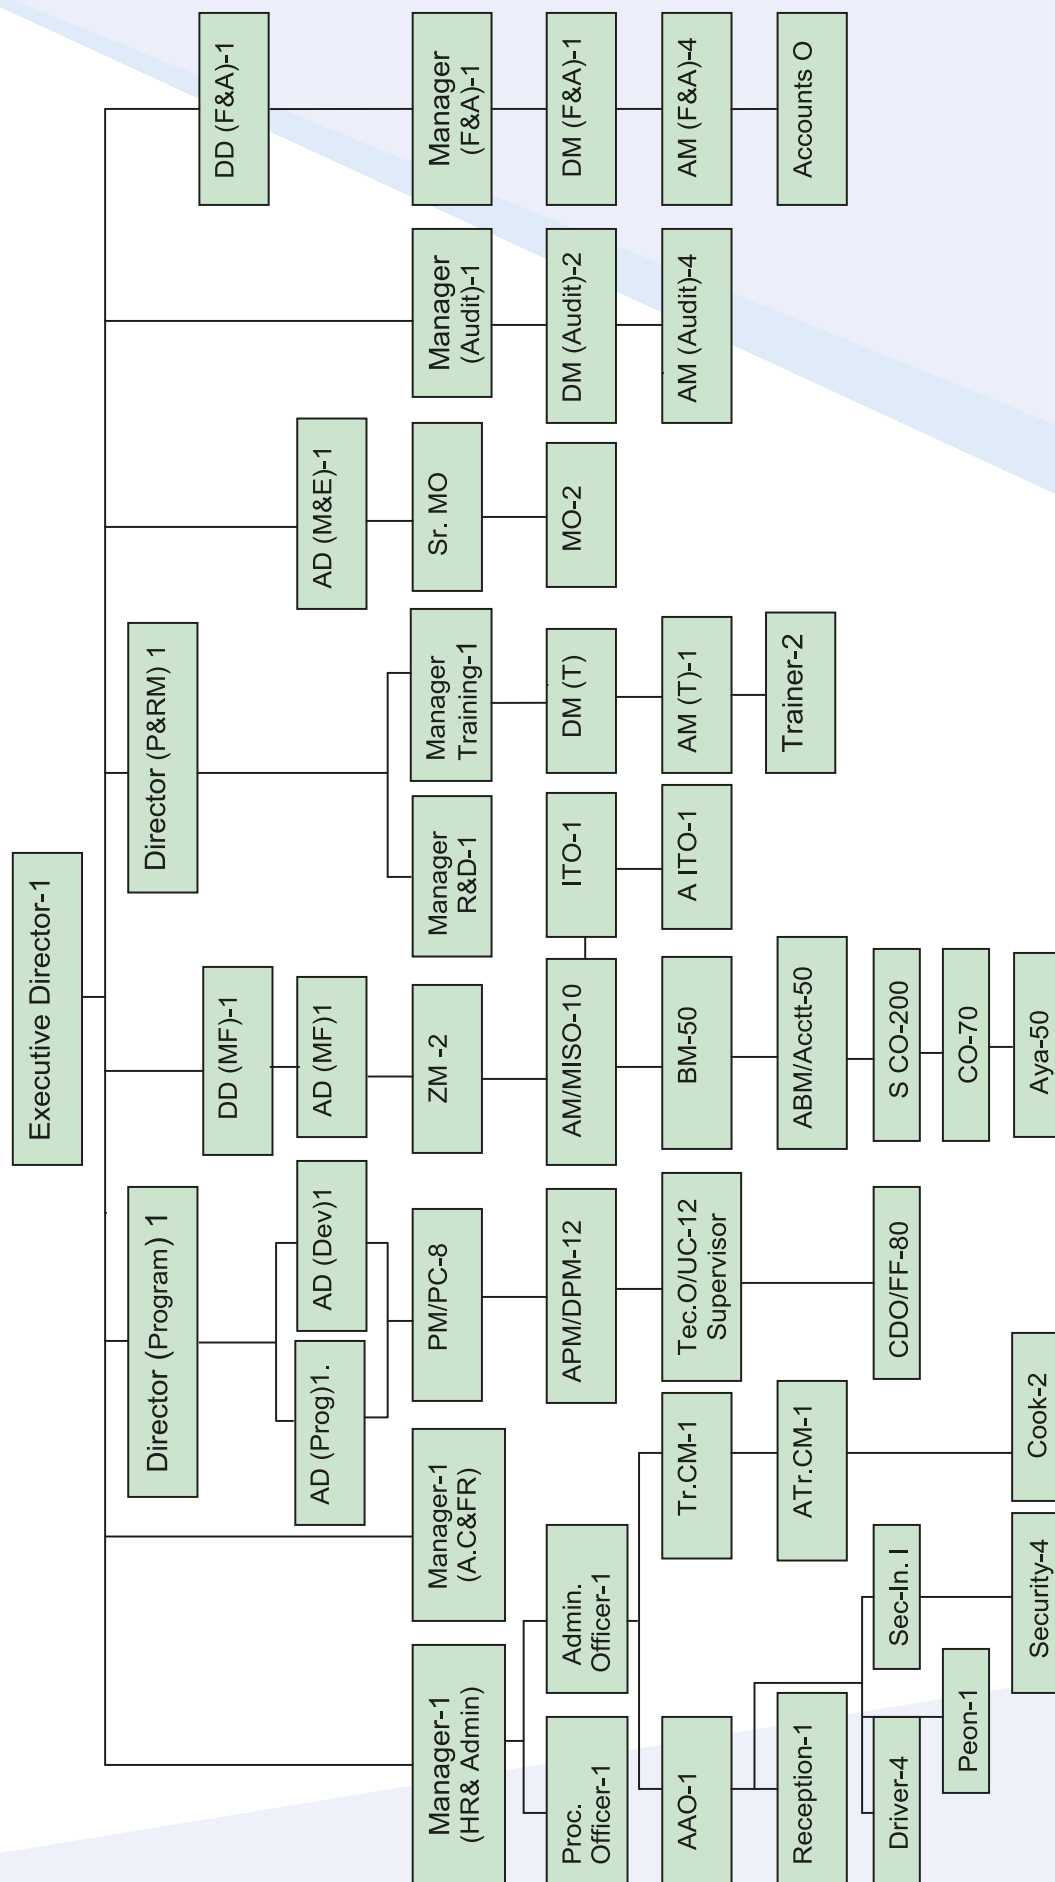 Executive Director-1
Manager-1
(HR& Admin)
Proc.
Officer-1
Admin.
Officer-1
AAO-1
Reception-1
Driver-4
Peon-1
Sec-In. I
Security-4
Tr.CM-1
ATr.CM-1
Cook-2
Manager-1
(A.C&FR)
Director (Program) 1
AD (Prog)1.
AD (Dev)1
PM/PC-8
APM/DPM-12
Tec.O/UC-12
Supervisor
CDO/FF-80
DD (MF)-1
AD (MF)1
ZM -2
AM/MISO-10
BM-50
ABM/Acctt-50
S CO-200
CO-70
Aya-50
ITO-1
A ITO-1
Director (P&RM) 1
Manager
R&D-1
Manager
Training-1
DM (T)
AM (T)-1
Trainer-2
AD (M&E)-1
Sr. MO
MO-2
Manager
(Audit)-1
DM (Audit)-2
AM (Audit)-4
DD (F&A)-1
Manager
(F&A)-1
DM (F&A)-1
AM (F&A)-4
Accounts O